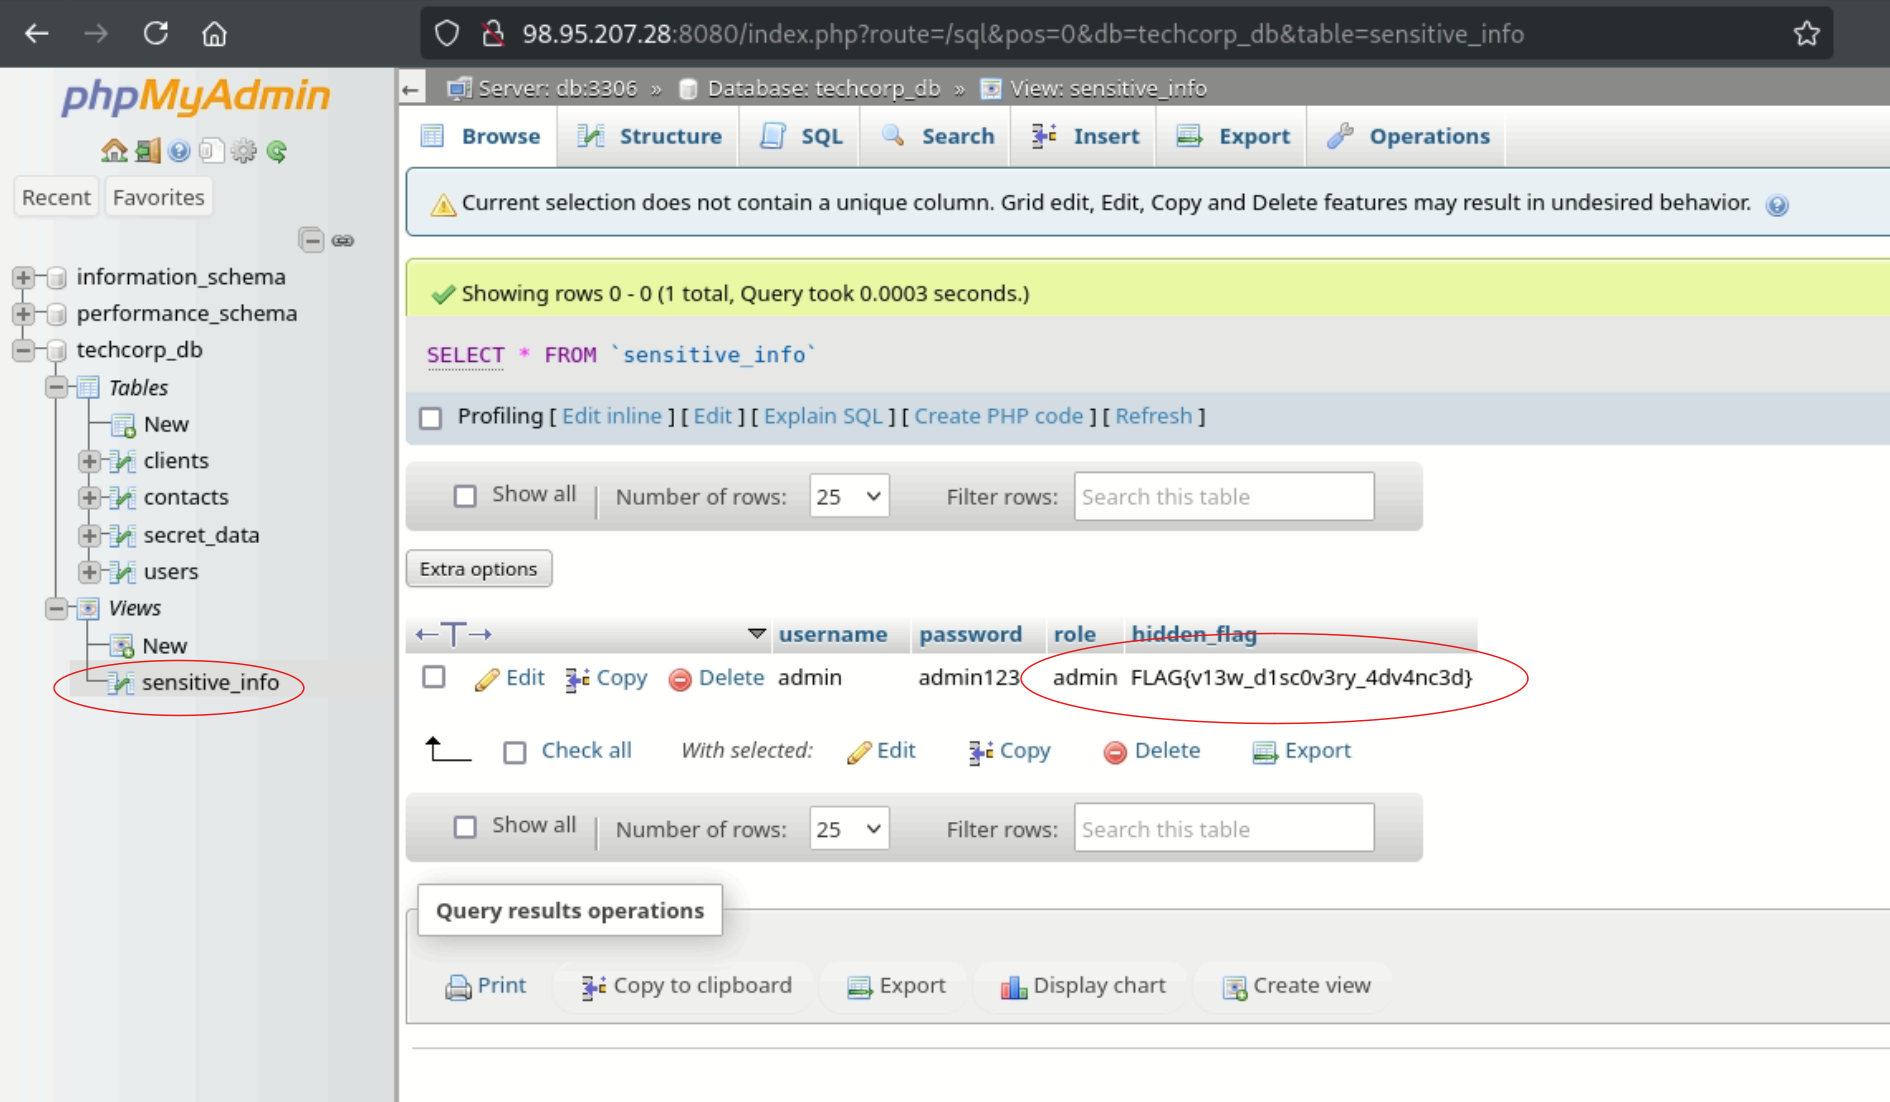 98.95.207.28:8080/index.php?route=/sql&pos=0&db=techcorp_db&table=sensitive_info
phpMyAdmin
Recent Favorites
information_schema
performance_schema
techcorp_db
Tables
New
clients
contacts
secret_data
users
Views
New
sensitive_info
Server: db:3306 » Database: techcorp_db » View: sensitive_info
Browse Structure SQL Search Insert Export Operations
Current selection does not contain a unique column. Grid edit, Edit, Copy and Delete features may result in undesired behavior.
Showing rows 0 - 0 (1 total, Query took 0.0003 seconds.)
SELECT * FROM `sensitive_info`
Profiling [ Edit inline ] [ Edit ] [ Explain SQL ] [ Create PHP code ] [ Refresh ]
Show all | Number of rows: 25 Filter rows: Search this table
Extra options
←T→ username password role hidden_flag
Edit Copy Delete admin admin123 admin FLAG{v13w_d1sc0v3ry_4dv4nc3d}
Check all With selected: Edit Copy Delete Export
Show all | Number of rows: 25 Filter rows: Search this table
Query results operations
Print Copy to clipboard Export Display chart Create view